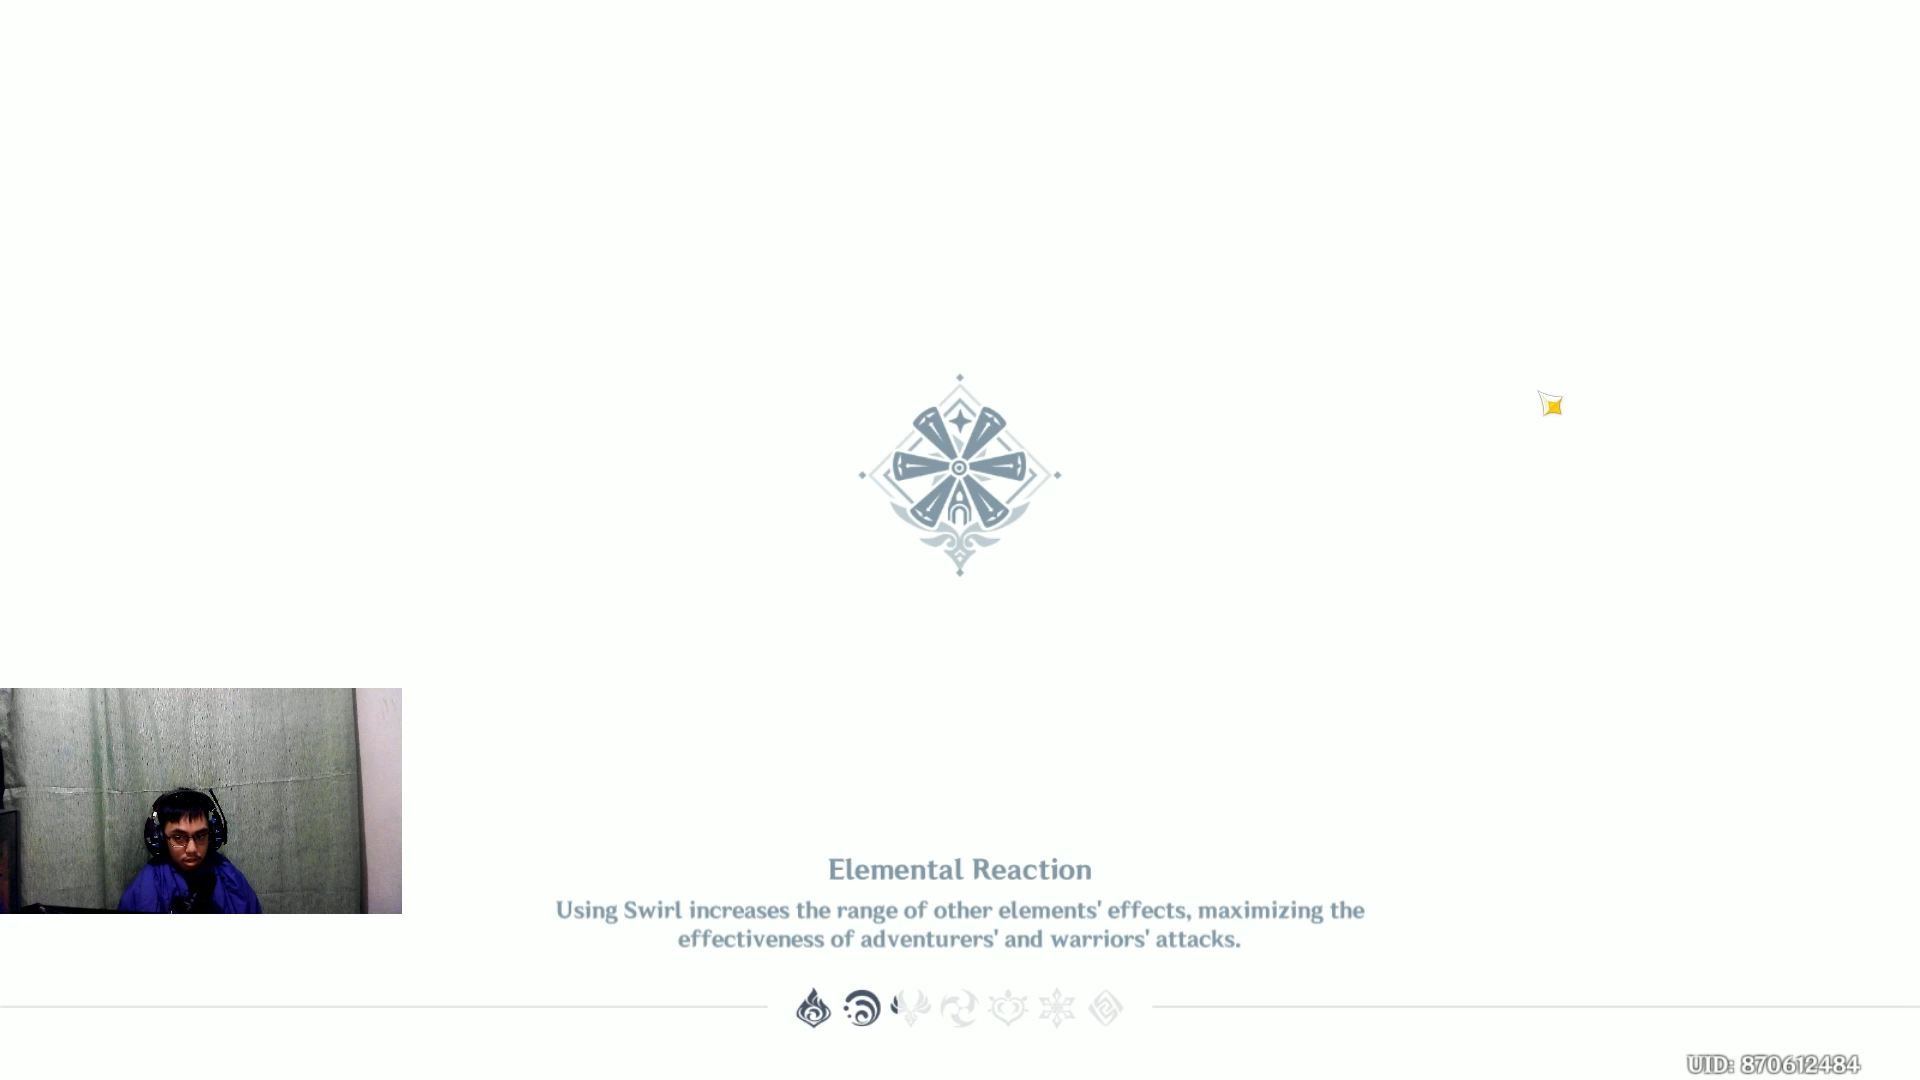 Elemental Reaction
Using Swirl increases the range of other elements' effects, maximizing the
effectiveness of adventurers' and warriors' attacks.
UID: 870612484